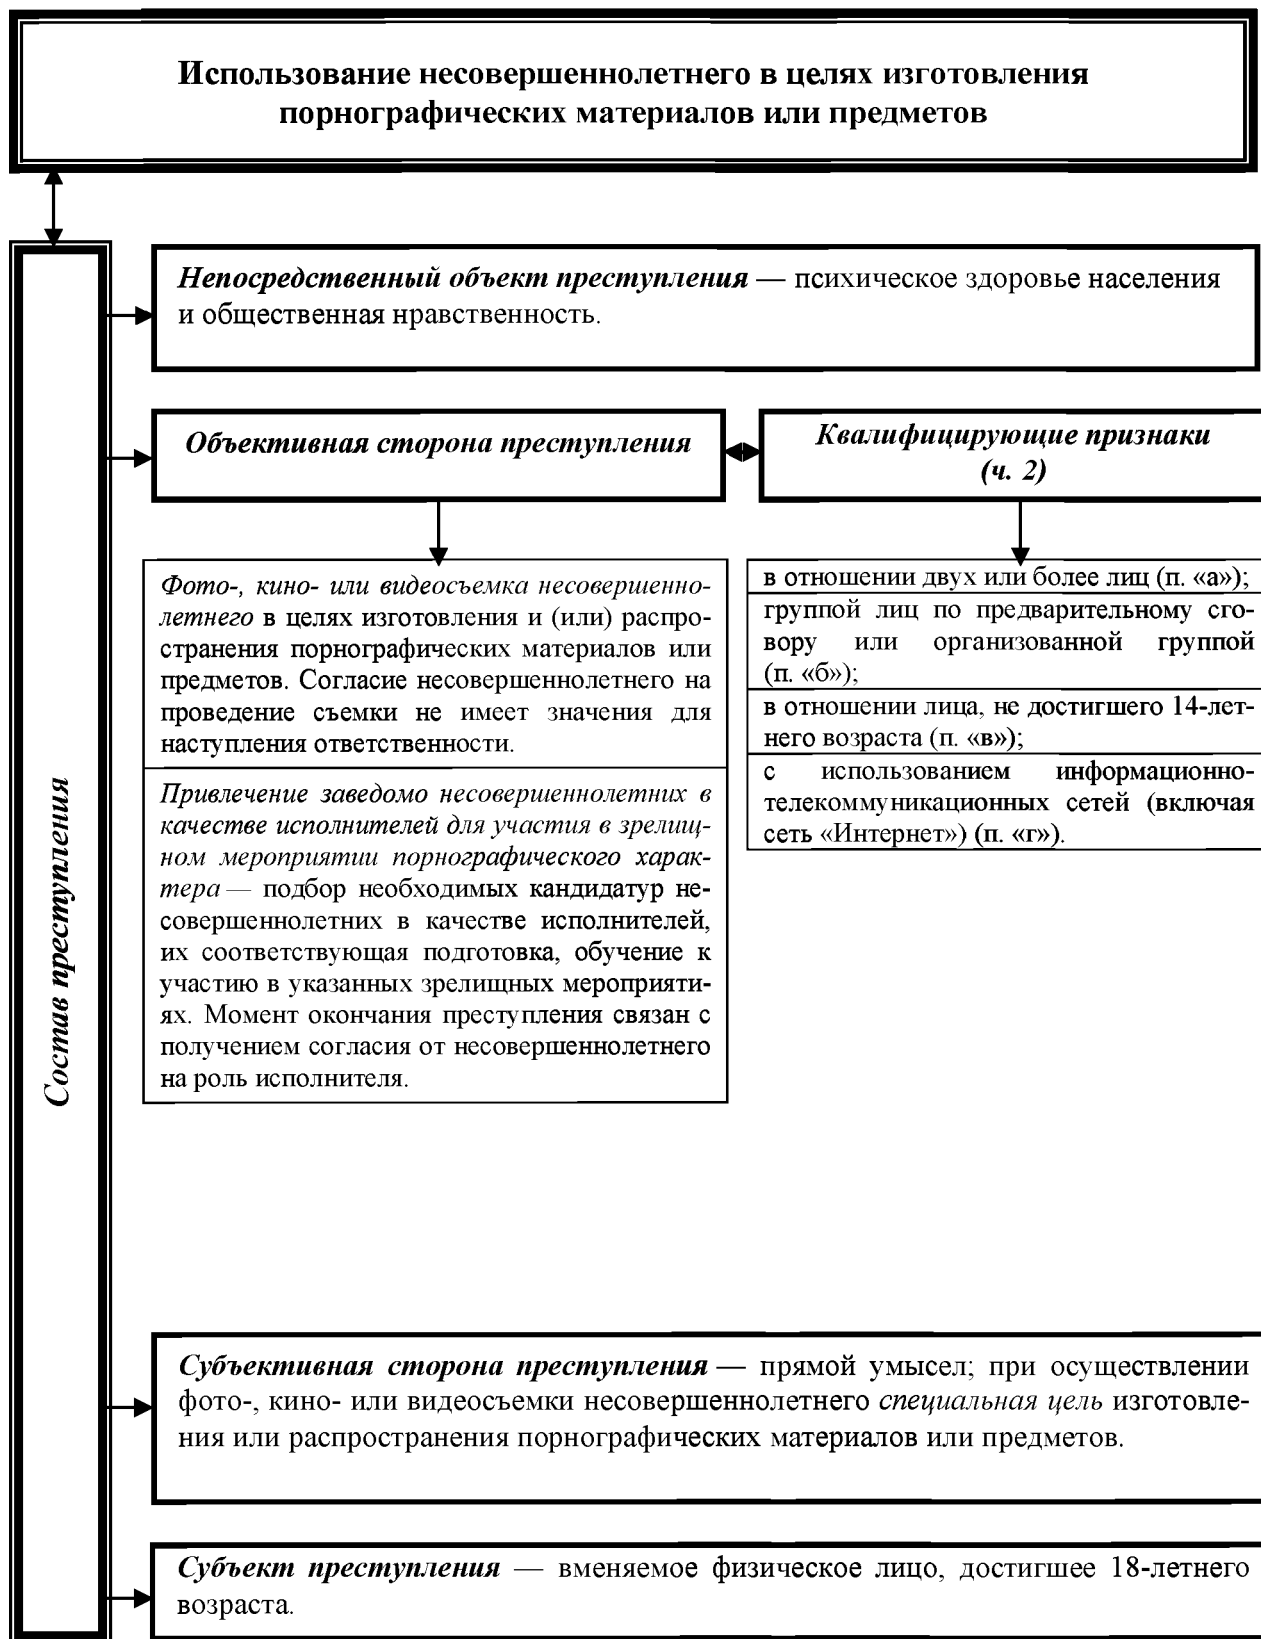 Использование несовершеннолетнего в целях изготовления
порнографических материалов или предметов
Состав преступления
Непосредственный объект преступления — психическое здоровье населения
и общественная нравственность.
Объективная сторона преступления
Квалифицирующие признаки
(ч. 2)
Фото-, кино- или видеосъемка несовершенно-
летнего в целях изготовления и (или) распро-
странения порнографических материалов или
предметов. Согласие несовершеннолетнего на
проведение съемки не имеет значения для
наступления ответственности.
Привлечение заведомо несовершеннолетних в
качестве исполнителей для участия в зрелищ-
ном мероприятии порнографического харак-
тера — подбор необходимых кандидатур не-
совершеннолетних в качестве исполнителей,
их соответствующая подготовка, обучение к
участию в указанных зрелищных мероприяти-
ях. Момент окончания преступления связан с
получением согласия от несовершеннолетнего
на роль исполнителя.
в отношении двух или более лиц (п. «а»);
группой лиц по предварительному сго-
вору или организованной группой
(п. «б»);
в отношении лица, не достигшего 14-лет-
него возраста (п. «в»);
с использованием информационно-
телекоммуникационных сетей (включая
сеть «Интернет») (п. «г»).
Субъективная сторона преступления — прямой умысел; при осуществлении
фото-, кино- или видеосъемки несовершеннолетнего специальная цель изготовле-
ния или распространения порнографических материалов или предметов.
Субъект преступления — вменяемое физическое лицо, достигшее 18-летнего
возраста.